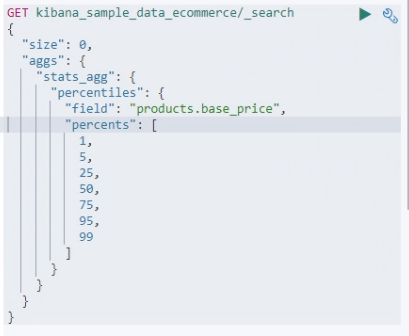 GET kibana_sample_data_ecommerce/_search
{
  "size": 0,
  "aggs": {
    "stats_agg": {
      "percentiles": {
        "field": "products.base_price",
        "percents": [
          1,
          5,
          25,
          50,
          75,
          95,
          99
        ]
      }
    }
  }
}